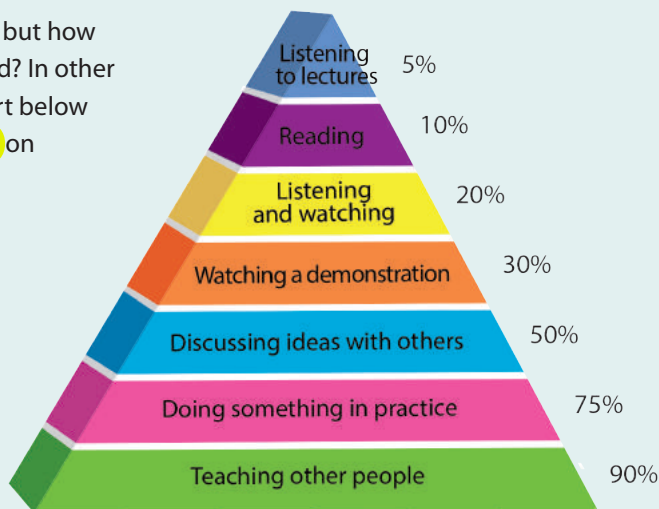 but how
d? In other
rt below
on
Listening
to lectures
5%
Reading
10%
Listening
and watching
20%
Watching a demonstration
30%
Discussing ideas with others
50%
Doing something in practice
75%
Teaching other people
90%